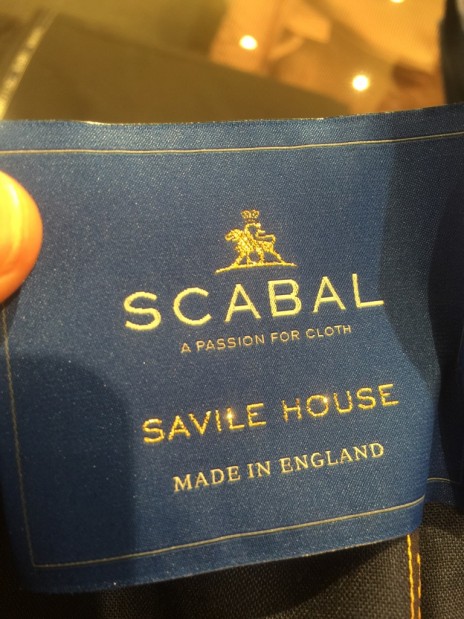 SCABAL
A PASSION FOR CLOTH
SAVILE HOUSE
MADE IN ENGLAND